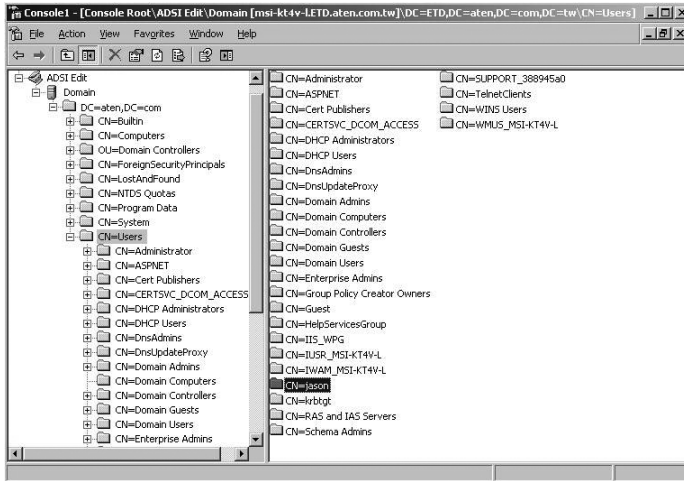 Console1 - [Console Root\ADSI Edit\Domain [msi-kt4v-l.ETD.aten.com.tw]\DC=ETD,DC=aten,DC=com,DC=tw\CN=Users]
File Action View Favorites Window Help
ADSI Edit
Domain
DC=aten,DC=com
CN=Builtin
CN=Computers
OU=Domain Controllers
CN=ForeignSecurityPrincipals
CN=LostAndFound
CN=NTDS Quotas
CN=Program Data
CN=System
CN=Users
CN=Administrator
CN=ASPNET
CN=Cert Publishers
CN=CERTSVC_DCOM_ACCESS
CN=DHCP Administrators
CN=DHCP Users
CN=DnsAdmins
CN=DnsUpdateProxy
CN=Domain Admins
CN=Domain Computers
CN=Domain Controllers
CN=Domain Guests
CN=Domain Users
CN=Enterprise Admins
CN=Administrator
CN=ASPNET
CN=Cert Publishers
CN=CERTSVC_DCOM_ACCESS
CN=DHCP Administrators
CN=DHCP Users
CN=DnsAdmins
CN=DnsUpdateProxy
CN=Domain Admins
CN=Domain Computers
CN=Domain Controllers
CN=Domain Guests
CN=Domain Users
CN=Enterprise Admins
CN=Group Policy Creator Owners
CN=Guest
CN=HelpServicesGroup
CN=IIS_WPG
CN=IUSR_MSI-KT4V-L
CN=IWAM_MSI-KT4V-L
CN=jason
CN=krbtgt
CN=RAS and IAS Servers
CN=Schema Admins
CN=SUPPORT_388945a0
CN=TelnetClients
CN=WINS Users
CN=WMUS_MSI-KT4V-L